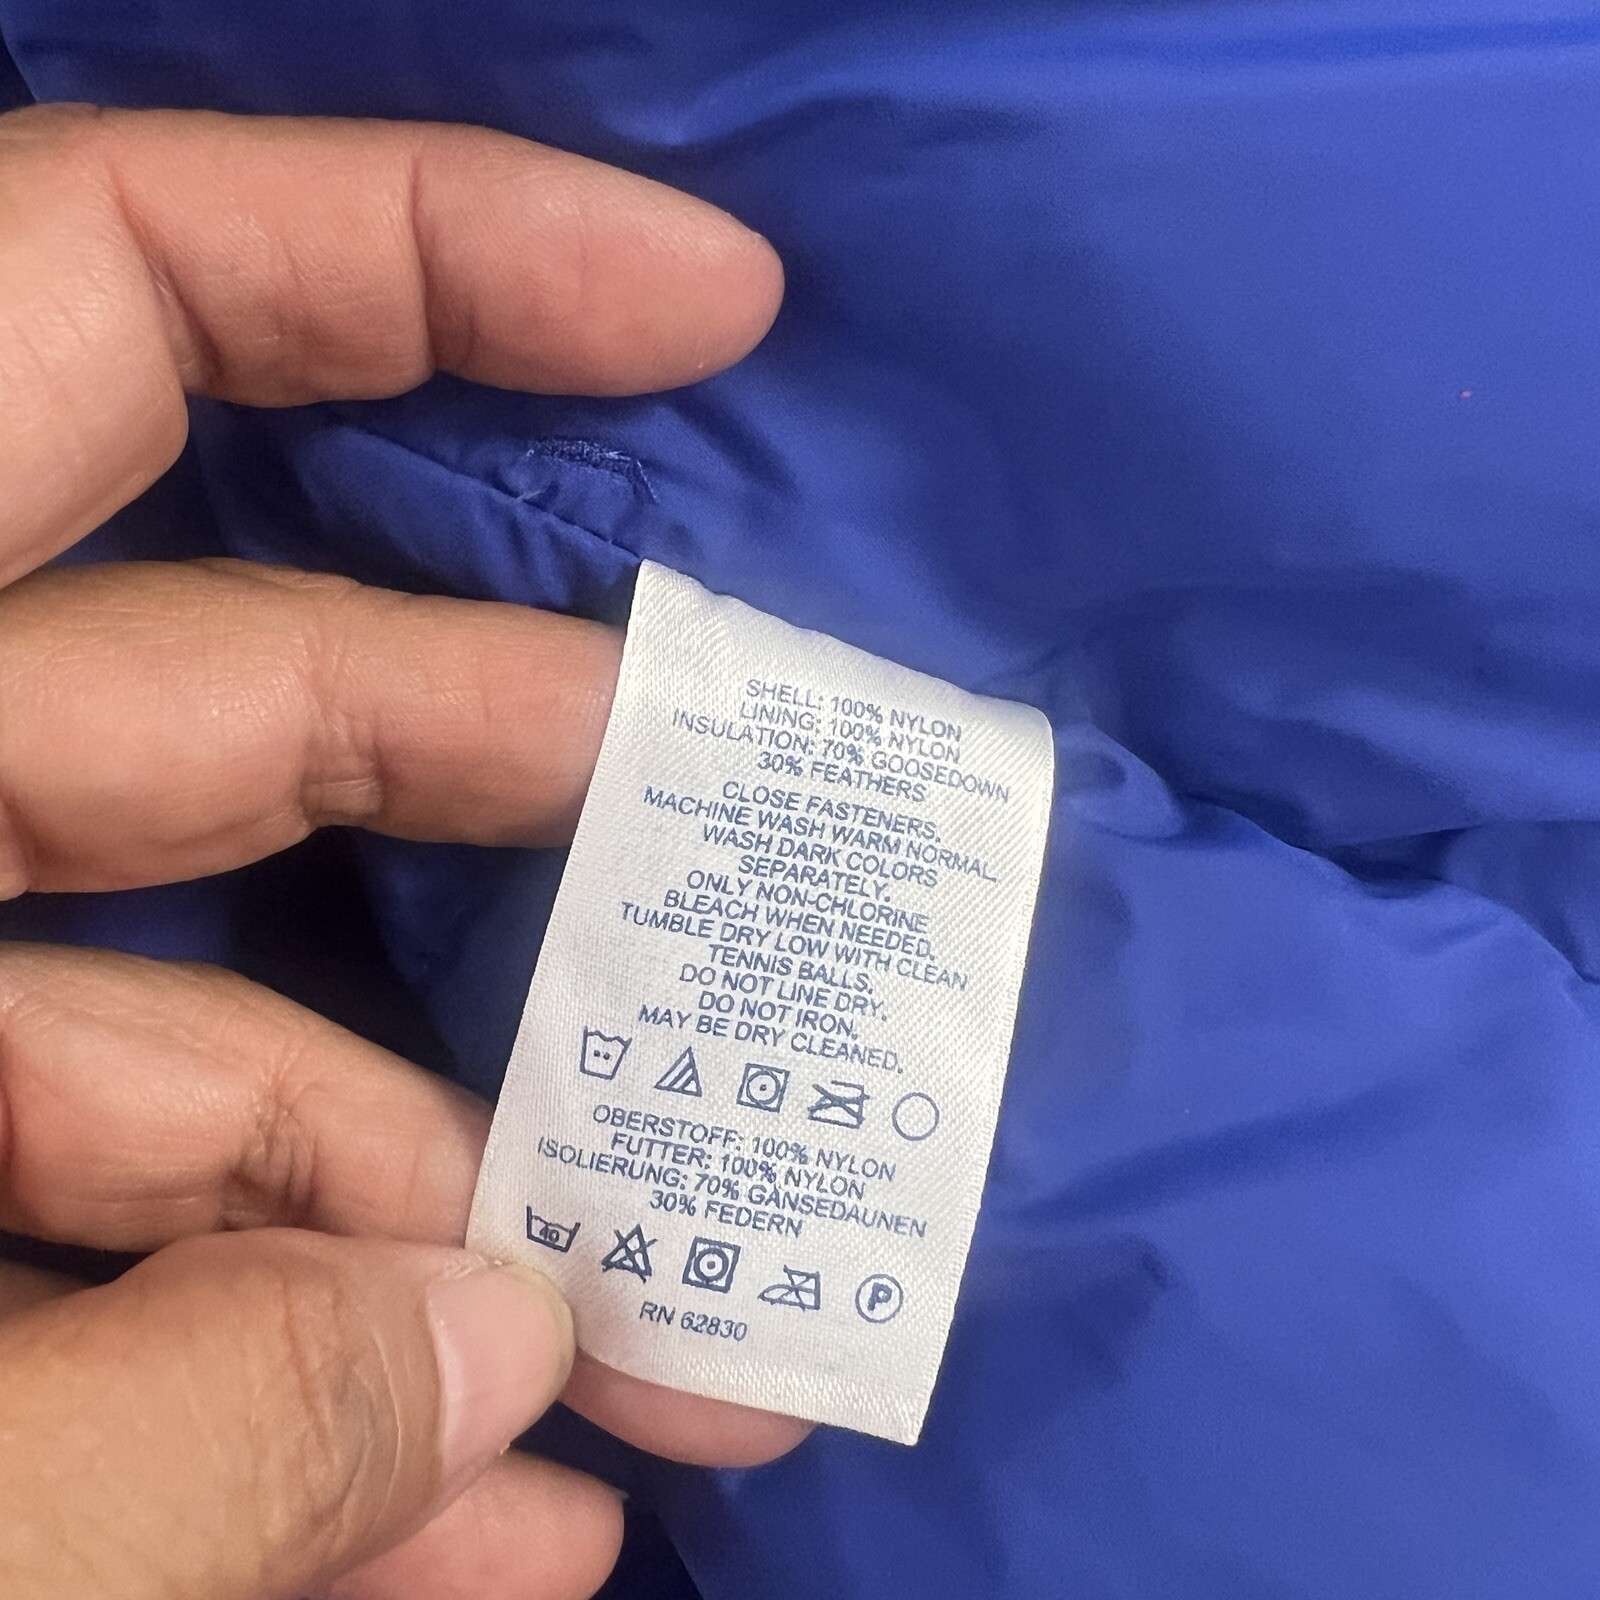 SHELL: 100% NYLON
LINING: 100% NYLON
INSULATION: 70% GOOSEDOWN
30% FEATHERS
CLOSE FASTENERS.
MACHINE WASH WARM NORMAL.
WASH DARK COLORS
SEPARATELY.
ONLY NON-CHLORINE
BLEACH WHEN NEEDED.
TUMBLE DRY LOW WITH CLEAN
TENNIS BALLS.
DO NOT LINE DRY.
DO NOT IRON.
MAY BE DRY CLEANED.
OBERSTOFF: 100% NYLON
FUTTER: 100% NYLON
ISOLIERUNG: 70% GÄNSEDAUNEN
30% FEDERN
40 P
RN 62830